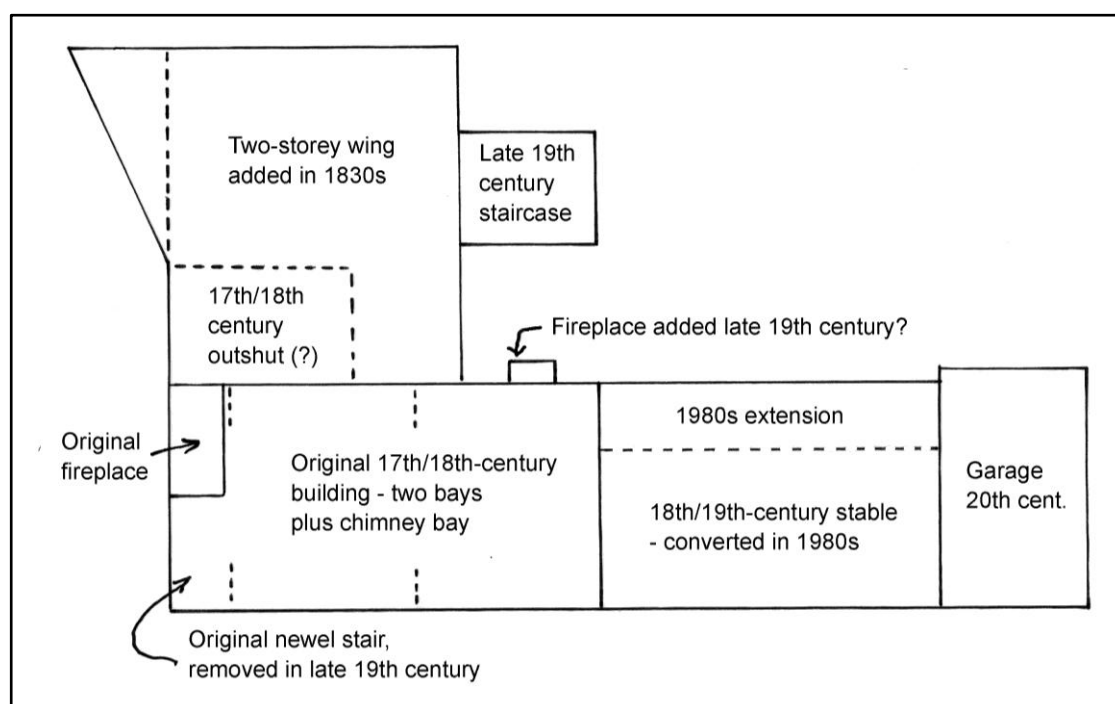 Two-storey wing
added in 1830s
Late 19th
century
staircase
17th/18th
century
outshut (?)
Fireplace added late 19th century?
Original
fireplace
Original 17th/18th-century
building - two bays
plus chimney bay
1980s extension
18th/19th-century stable
- converted in 1980s
Garage
20th cent.
Original newel stair,
removed in late 19th century